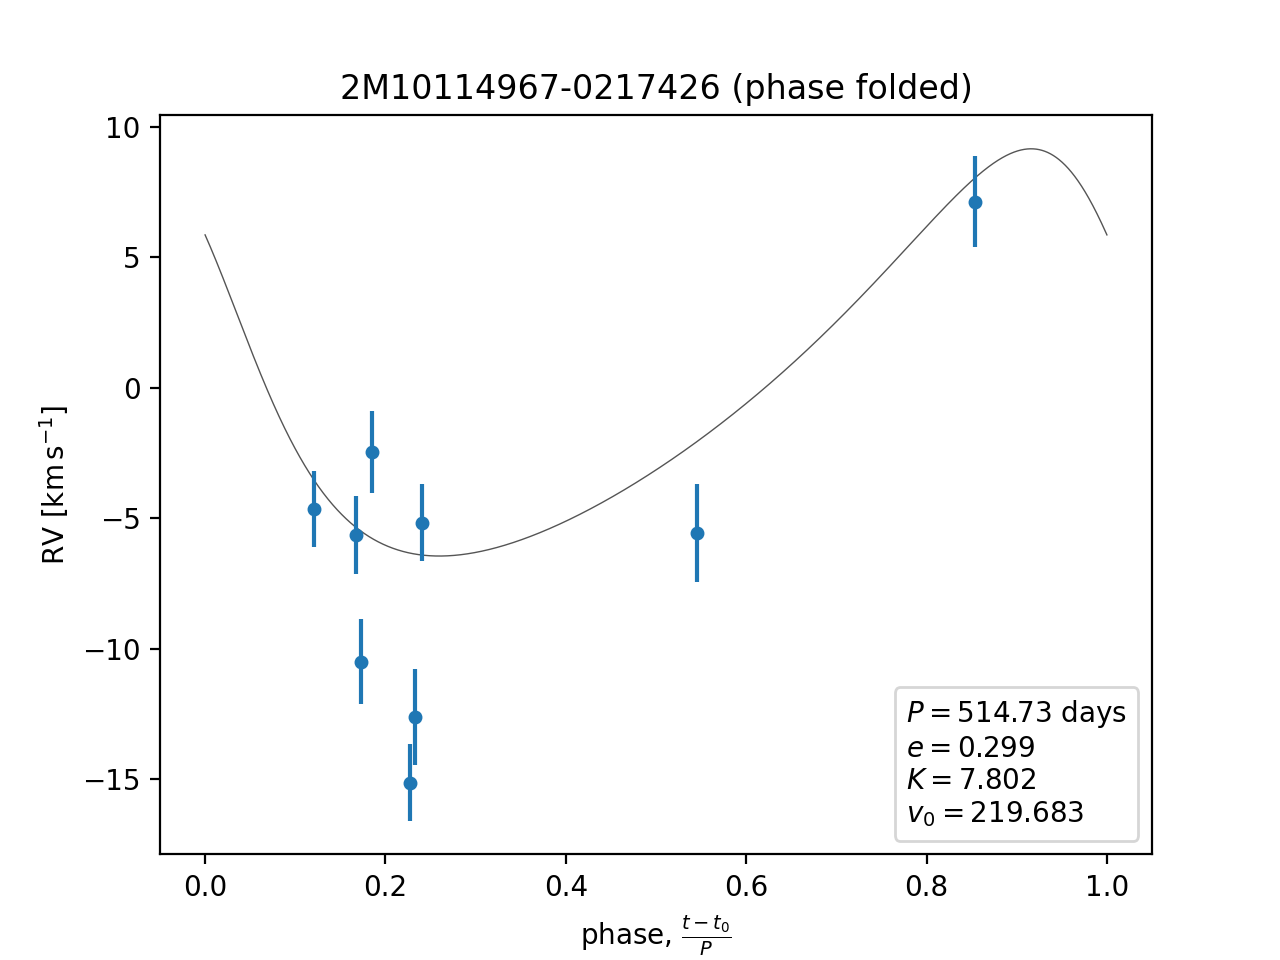 2M10114967-0217426 (phase folded)
RV [km s⁻¹]
10
5
0
−5
−10
−15
P = 514.73 days
e = 0.299
K = 7.802
v₀ = 219.683
0.0 0.2 0.4 0.6 0.8 1.0
phase, (t − t₀)/P